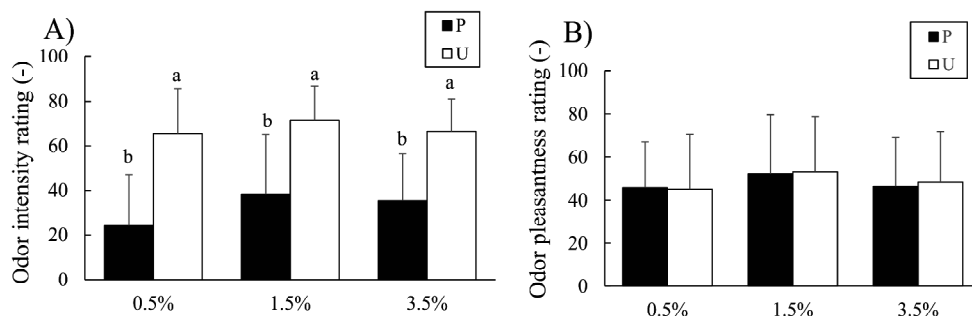 A)
P
U
Odor intensity rating (-)
100
80
60
40
20
0
b
a
b
a
b
a
0.5%
1.5%
3.5%
B)
P
U
Odor pleasantness rating (-)
100
80
60
40
20
0
0.5%
1.5%
3.5%